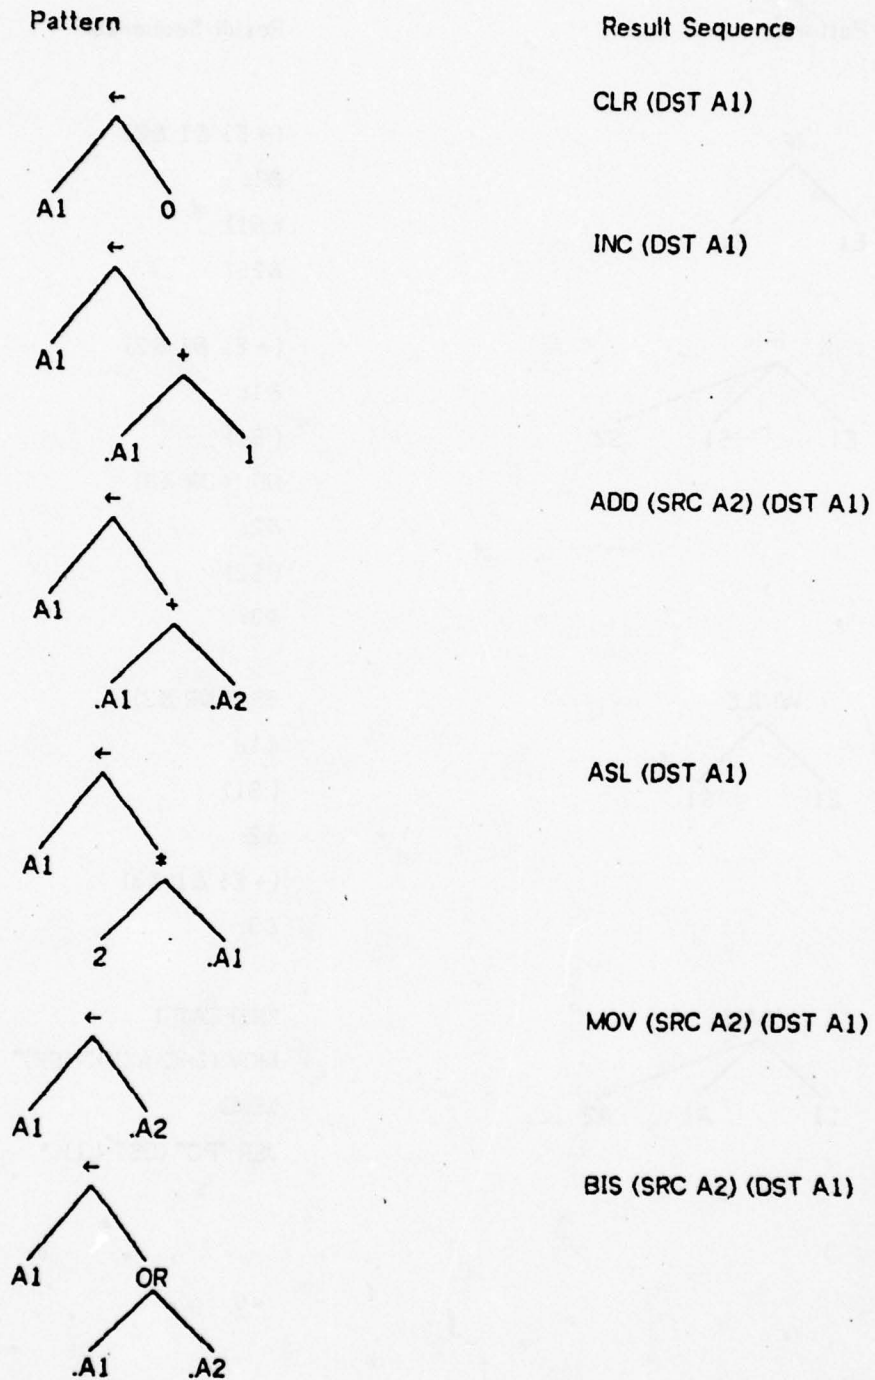 Pattern Result Sequence
← CLR (DST A1)
A1 0
← INC (DST A1)
A1 +
.A1 1
← ADD (SRC A2) (DST A1)
A1 +
.A1 .A2
← ASL (DST A1)
A1 *
2 .A1
← MOV (SRC A2) (DST A1)
A1 .A2
← BIS (SRC A2) (DST A1)
A1 OR
.A1 .A2